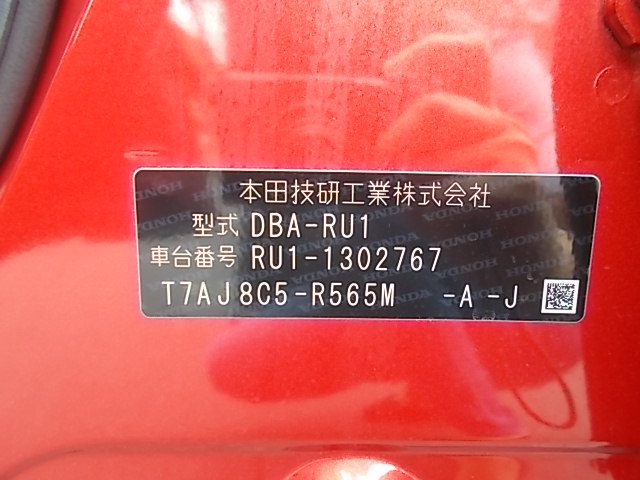 本田技研工業株式会社
型式 DBA-RU1
車台番号 RU1-1302767
T7AJ8C5-R565M -A -J